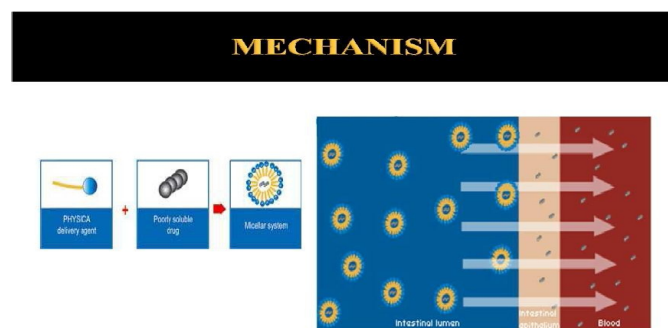 MECHANISM
PHYSICA
delivery agent
+
Poorly soluble
drug
Micellar system
Intestinal lumen
Intestinal
epithelium
Blood